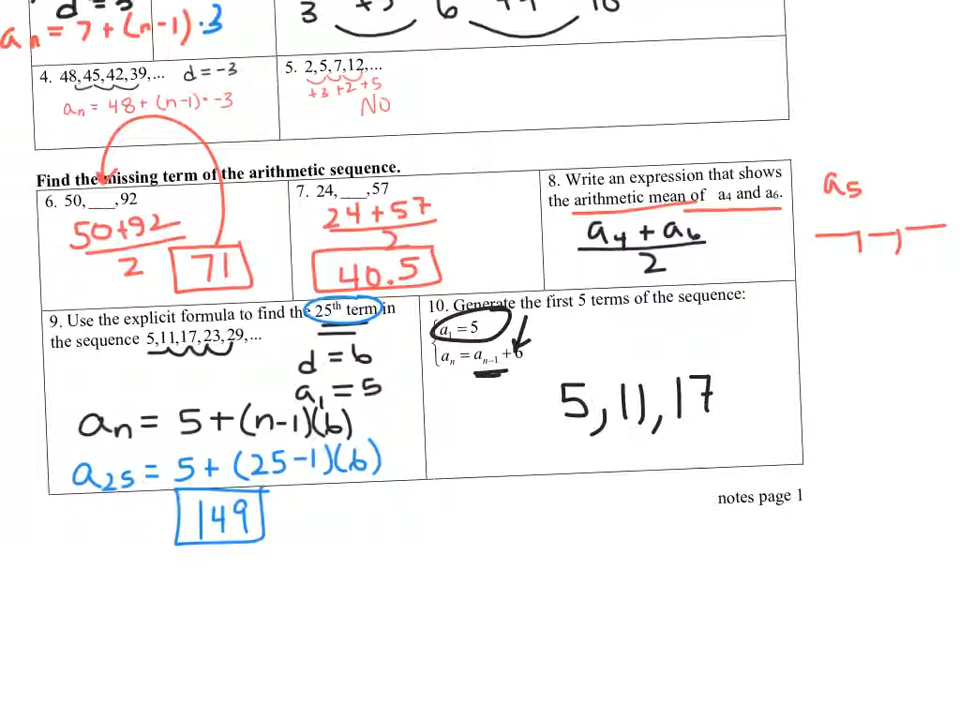 d = 3
an = 7 + (n-1)·3
3 +3 6 +4 10
4. 48,45,42,39,... d = -3
an = 48 + (n-1)·-3
5. 2,5,7,12,...
+3 +2 +5
No
Find the missing term of the arithmetic sequence.
6. 50, ___,92
50+92
2
71
7. 24, ___,57
24+57
2
40.5
8. Write an expression that shows
the arithmetic mean of a4 and a6.
a4 + a6
2
a5
9. Use the explicit formula to find the 25th term in
the sequence 5,11,17,23,29,...
d = 6
a1 = 5
an = 5+(n-1)(6)
a25 = 5+(25-1)(6)
149
10. Generate the first 5 terms of the sequence:
a1 = 5
an = an-1 + 6
5, 11, 17
notes page 1